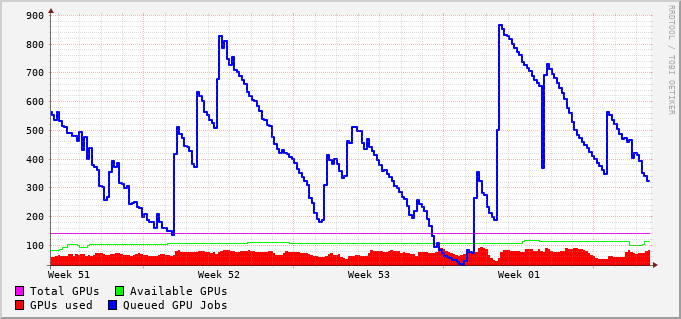 900
800
700
600
500
400
300
200
100
Week 51 Week 52 Week 53 Week 01
Total GPUs Available GPUs
GPUs used Queued GPU Jobs
RRDTOOL / TOBI OETIKER